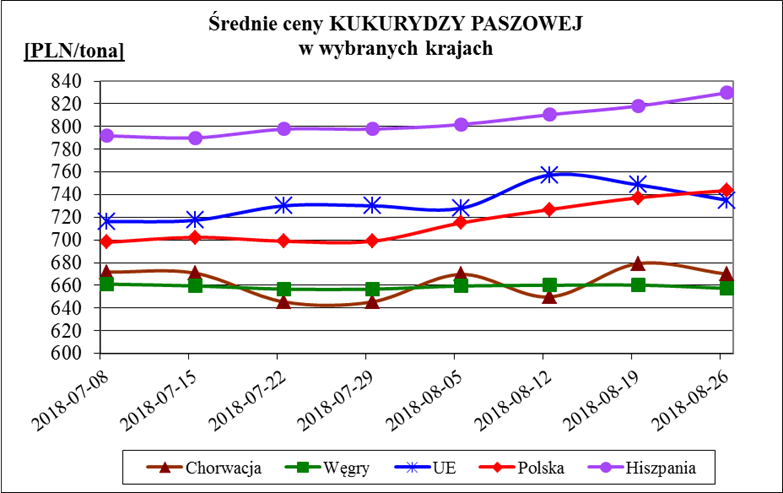 Średnie ceny KUKURYDZY PASZOWEJ
w wybranych krajach
[PLN/tona]
840
820
800
780
760
740
720
700
680
660
640
620
600
2018-07-08 2018-07-15 2018-07-22 2018-07-29 2018-08-05 2018-08-12 2018-08-19 2018-08-26
Chorwacja Węgry UE Polska Hiszpania